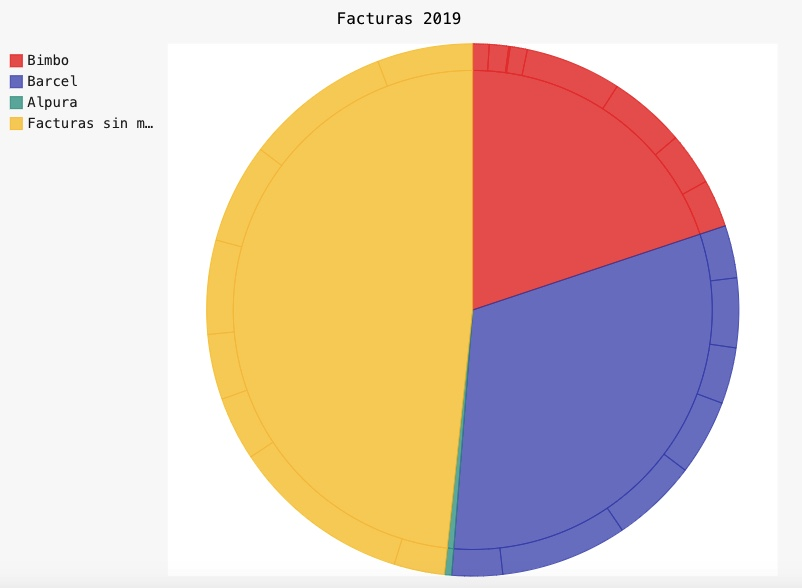 Facturas 2019
Bimbo
Barcel
Alpura
Facturas sin m…